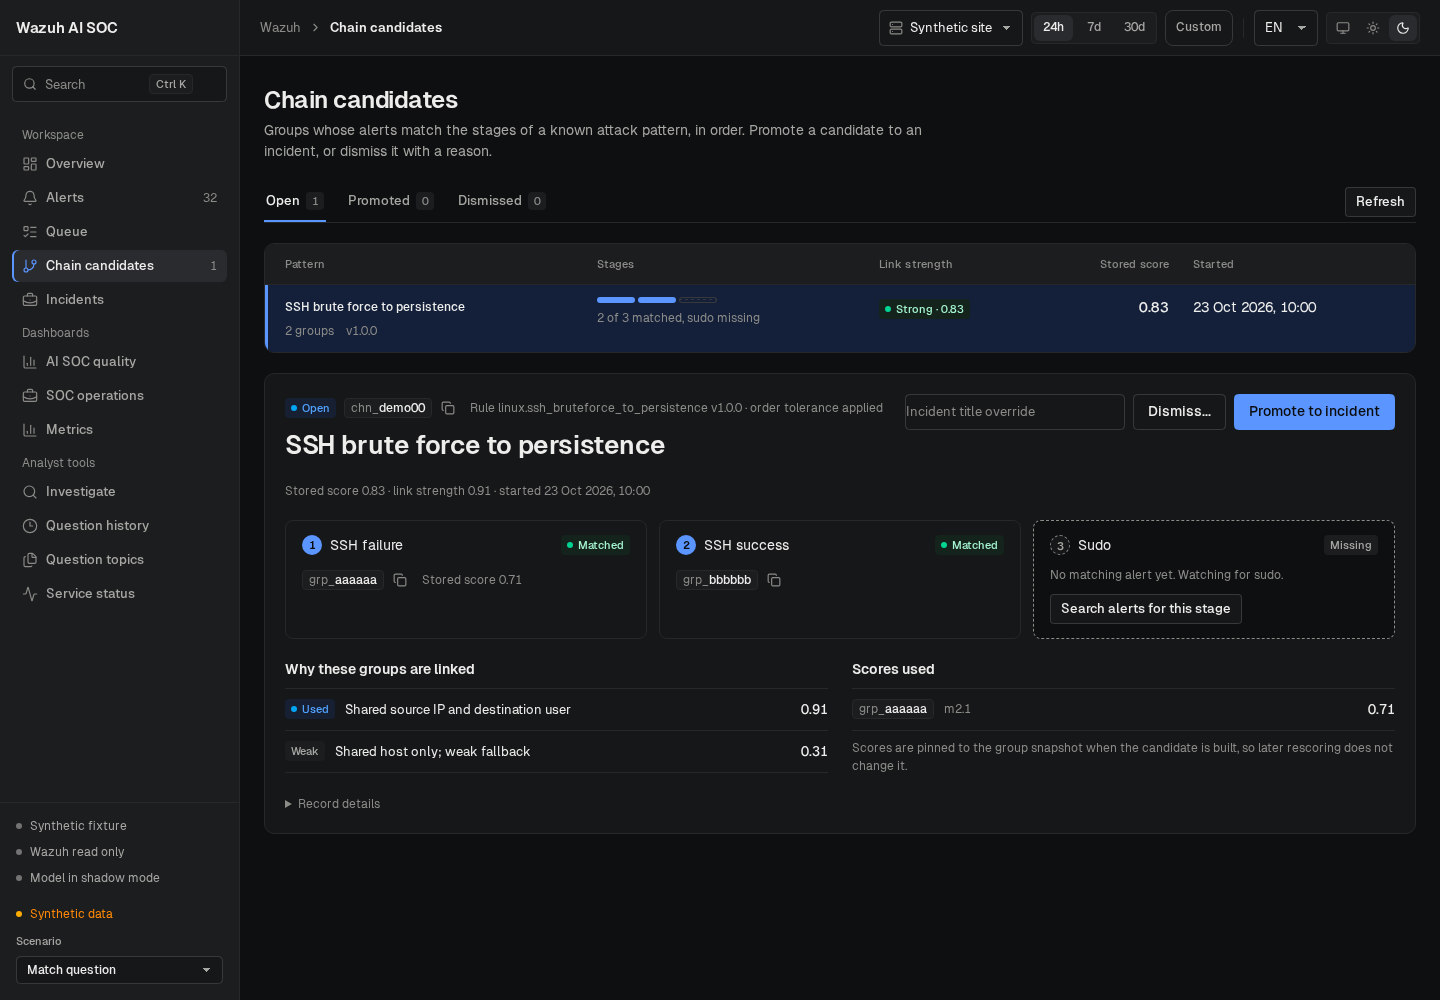 Wazuh AI SOC
Search
Ctrl K
Workspace
Overview
Alerts 32
Queue
Chain candidates 1
Incidents
Dashboards
AI SOC quality
SOC operations
Metrics
Analyst tools
Investigate
Question history
Question topics
Service status
Synthetic fixture
Wazuh read only
Model in shadow mode
Synthetic data
Scenario
Match question
Wazuh > Chain candidates
Synthetic site
24h 7d 30d
Custom
EN
Chain candidates
Groups whose alerts match the stages of a known attack pattern, in order. Promote a candidate to an
incident, or dismiss it with a reason.
Open 1 Promoted 0 Dismissed 0
Refresh
Pattern Stages Link strength Stored score Started
SSH brute force to persistence
2 groups v1.0.0
2 of 3 matched, sudo missing
Strong · 0.83
0.83
23 Oct 2026, 10:00
Open chn_demo00 Rule linux.ssh_bruteforce_to_persistence v1.0.0 · order tolerance applied
Incident title override
Dismiss...
Promote to incident
SSH brute force to persistence
Stored score 0.83 · link strength 0.91 · started 23 Oct 2026, 10:00
1 SSH failure Matched
grp_aaaaaa Stored score 0.71
2 SSH success Matched
grp_bbbbbb
3 Sudo Missing
No matching alert yet. Watching for sudo.
Search alerts for this stage
Why these groups are linked
Used Shared source IP and destination user 0.91
Weak Shared host only; weak fallback 0.31
Scores used
grp_aaaaaa m2.1 0.71
Scores are pinned to the group snapshot when the candidate is built, so later rescoring does not
change it.
Record details